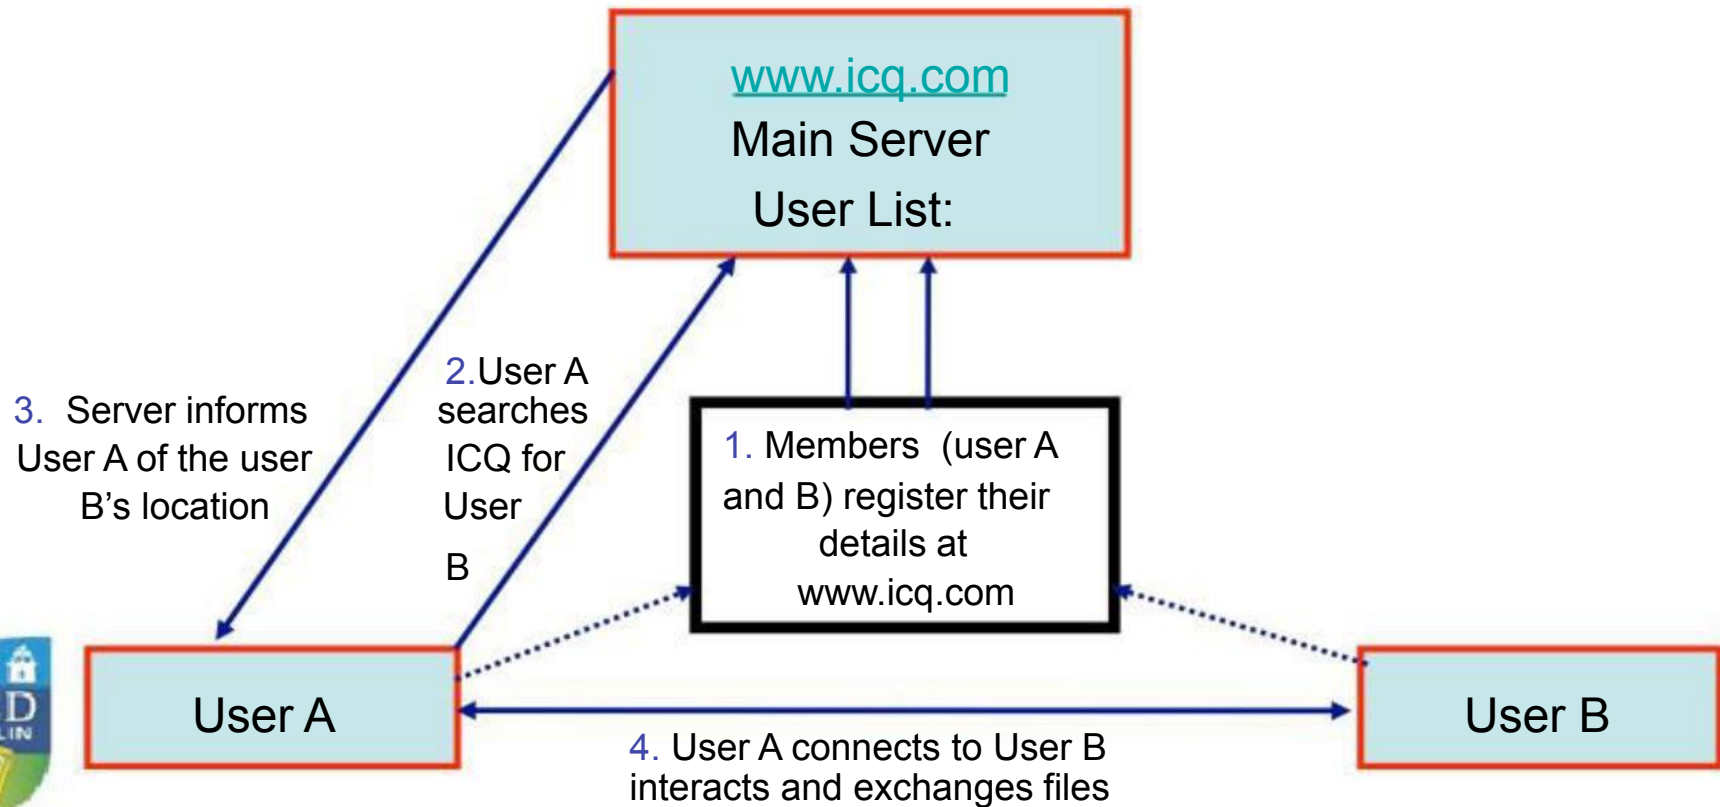 www.icq.com
Main Server
User List:
3. Server informs
User A of the user
B’s location
2.User A
searches
ICQ for
User
B
1. Members (user A
and B) register their
details at
www.icq.com
User A
User B
4. User A connects to User B
interacts and exchanges files